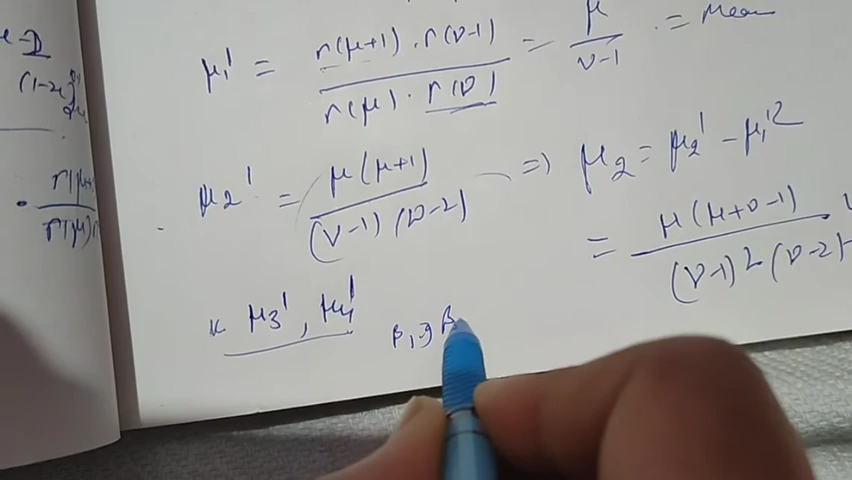 μ₁' = r(μ+1) · r(ν-1) / r(μ) · r(ν) = μ / ν-1 = Mean
μ₂' = μ(μ+1) / (ν-1)(ν-2) ⇒ μ₂ = μ₂' - μ₁'²
= μ(μ+ν-1) / (ν-1)²(ν-2)
μ₃', μ₄' β₁, β